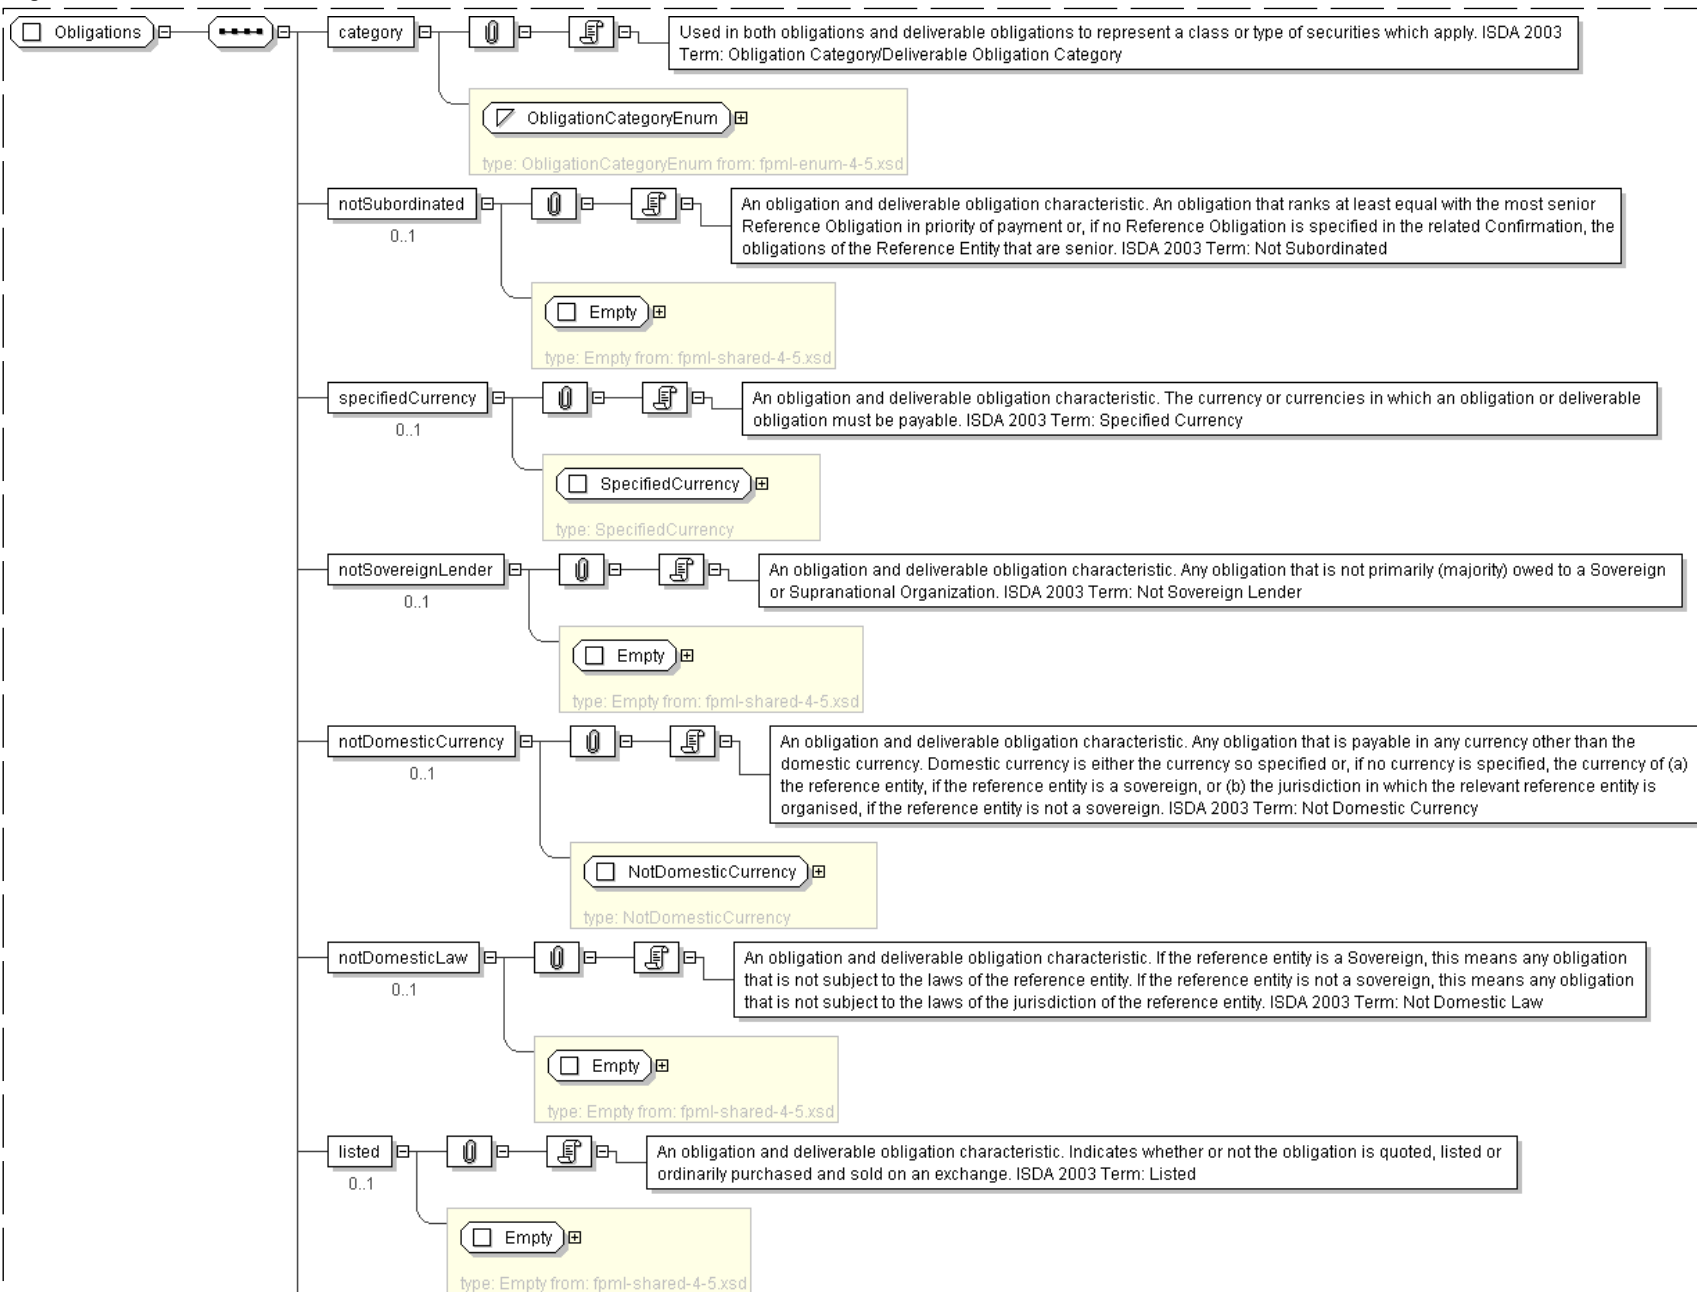 Obligations
category
Used in both obligations and deliverable obligations to represent a class or type of securities which apply. ISDA 2003
Term: Obligation Category/Deliverable Obligation Category
ObligationCategoryEnum
type: ObligationCategoryEnum from: fpml-enum-4-5.xsd
notSubordinated
0..1
An obligation and deliverable obligation characteristic. An obligation that ranks at least equal with the most senior
Reference Obligation in priority of payment or, if no Reference Obligation is specified in the related Confirmation, the
obligations of the Reference Entity that are senior. ISDA 2003 Term: Not Subordinated
Empty
type: Empty from: fpml-shared-4-5.xsd
specifiedCurrency
0..1
An obligation and deliverable obligation characteristic. The currency or currencies in which an obligation or deliverable
obligation must be payable. ISDA 2003 Term: Specified Currency
SpecifiedCurrency
type: SpecifiedCurrency
notSovereignLender
0..1
An obligation and deliverable obligation characteristic. Any obligation that is not primarily (majority) owed to a Sovereign
or Supranational Organization. ISDA 2003 Term: Not Sovereign Lender
Empty
type: Empty from: fpml-shared-4-5.xsd
notDomesticCurrency
0..1
An obligation and deliverable obligation characteristic. Any obligation that is payable in any currency other than the
domestic currency. Domestic currency is either the currency so specified or, if no currency is specified, the currency of (a)
the reference entity, if the reference entity is a sovereign, or (b) the jurisdiction in which the relevant reference entity is
organised, if the reference entity is not a sovereign. ISDA 2003 Term: Not Domestic Currency
NotDomesticCurrency
type: NotDomesticCurrency
notDomesticLaw
0..1
An obligation and deliverable obligation characteristic. If the reference entity is a Sovereign, this means any obligation
that is not subject to the laws of the reference entity. If the reference entity is not a sovereign, this means any obligation
that is not subject to the laws of the jurisdiction of the reference entity. ISDA 2003 Term: Not Domestic Law
Empty
type: Empty from: fpml-shared-4-5.xsd
listed
0..1
An obligation and deliverable obligation characteristic. Indicates whether or not the obligation is quoted, listed or
ordinarily purchased and sold on an exchange. ISDA 2003 Term: Listed
Empty
type: Empty from: fpml-shared-4-5.xsd